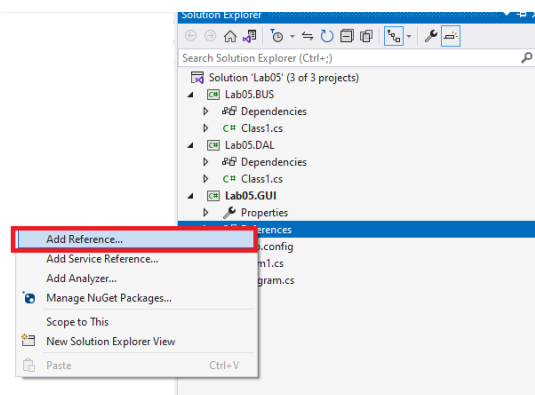 Solution Explorer
Search Solution Explorer (Ctrl+;)
Solution 'Lab05' (3 of 3 projects)
C# Lab05.BUS
Dependencies
C# Class1.cs
C# Lab05.DAL
Dependencies
C# Class1.cs
C# Lab05.GUI
Properties
References
Add Reference...
.config
Add Service Reference...
m1.cs
Add Analyzer...
gram.cs
Manage NuGet Packages...
Scope to This
New Solution Explorer View
Paste Ctrl+V